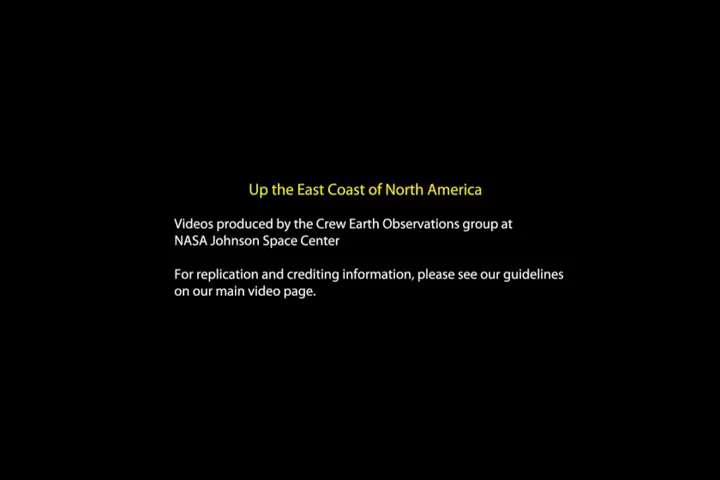 Up the East Coast of North America
Videos produced by the Crew Earth Observations group at
NASA Johnson Space Center
For replication and crediting information, please see our guidelines
on our main video page.